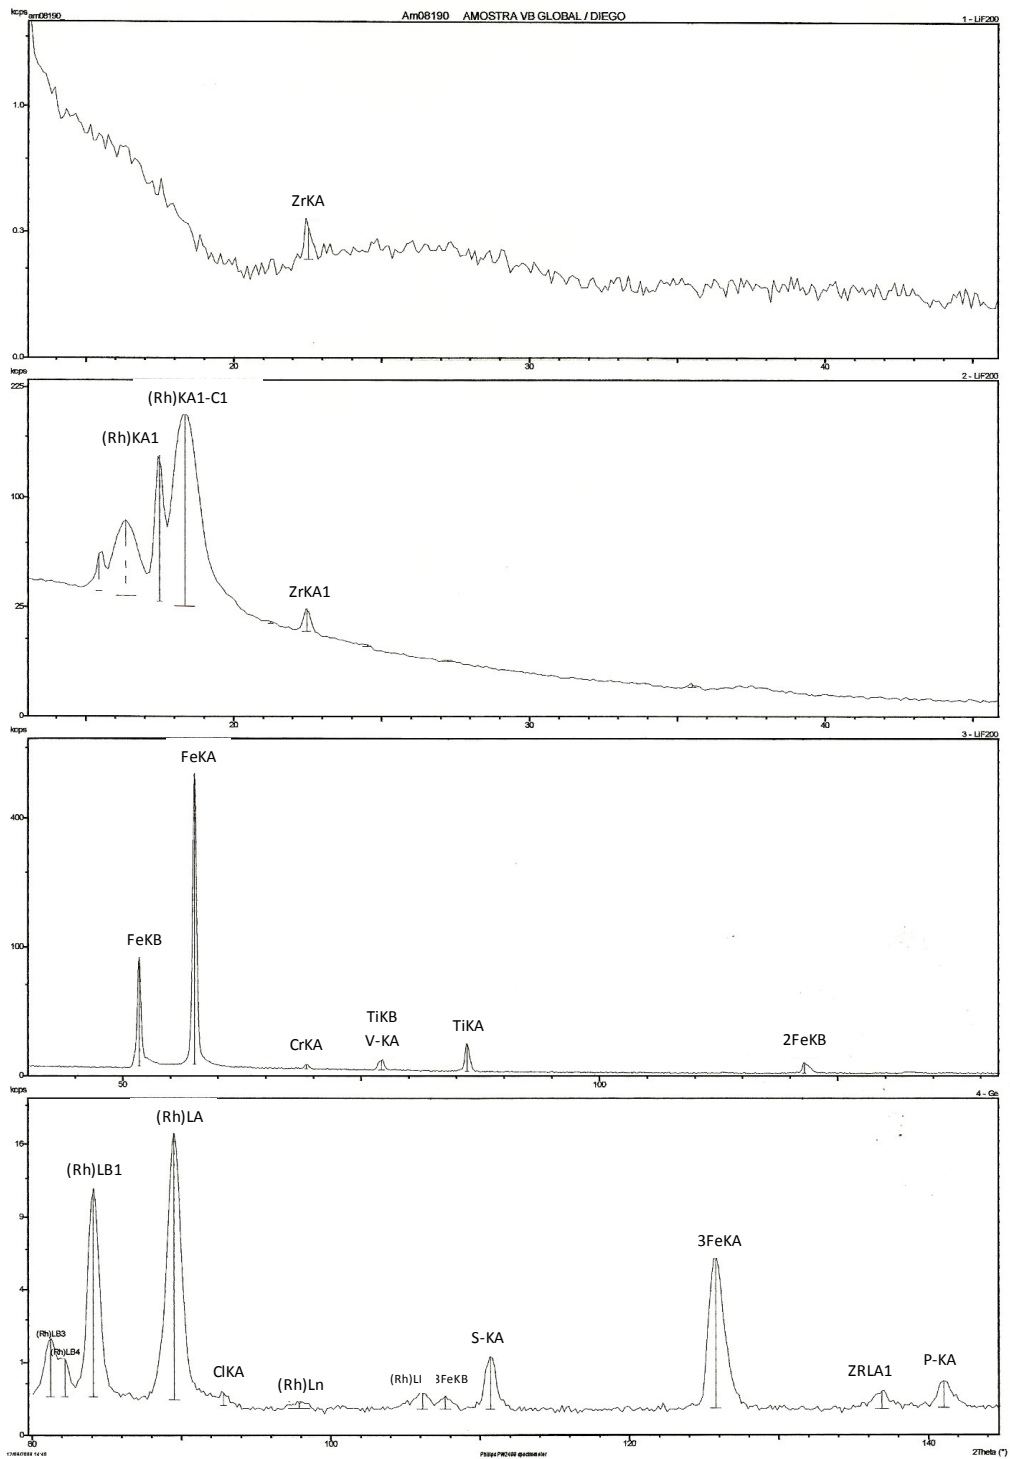 Am08190 AMOSTRA VB GLOBAL / DIEGO
kcps am08190
1 - LiF200
1.0
ZrKA
0.3
0.0
20
40
kcps
2 - LiF200
225
(Rh)KA1-C1
(Rh)KA1
100
ZrKA1
25
0
20
30
40
kcps
3 - LiF200
FeKA
400
FeKB
100
TiKB
V-KA
TiKA
CrKA
2FeKB
0
50
100
kcps
4 - Ge
(Rh)LA
16
(Rh)LB1
9
3FeKA
4
(Rh)LB3
S-KA
(Rh)LB4
1
ClKA
(Rh)Ln
(Rh)Ll
3FeKB
ZRLA1
P-KA
0
80
100
120
140
2Theta (°)